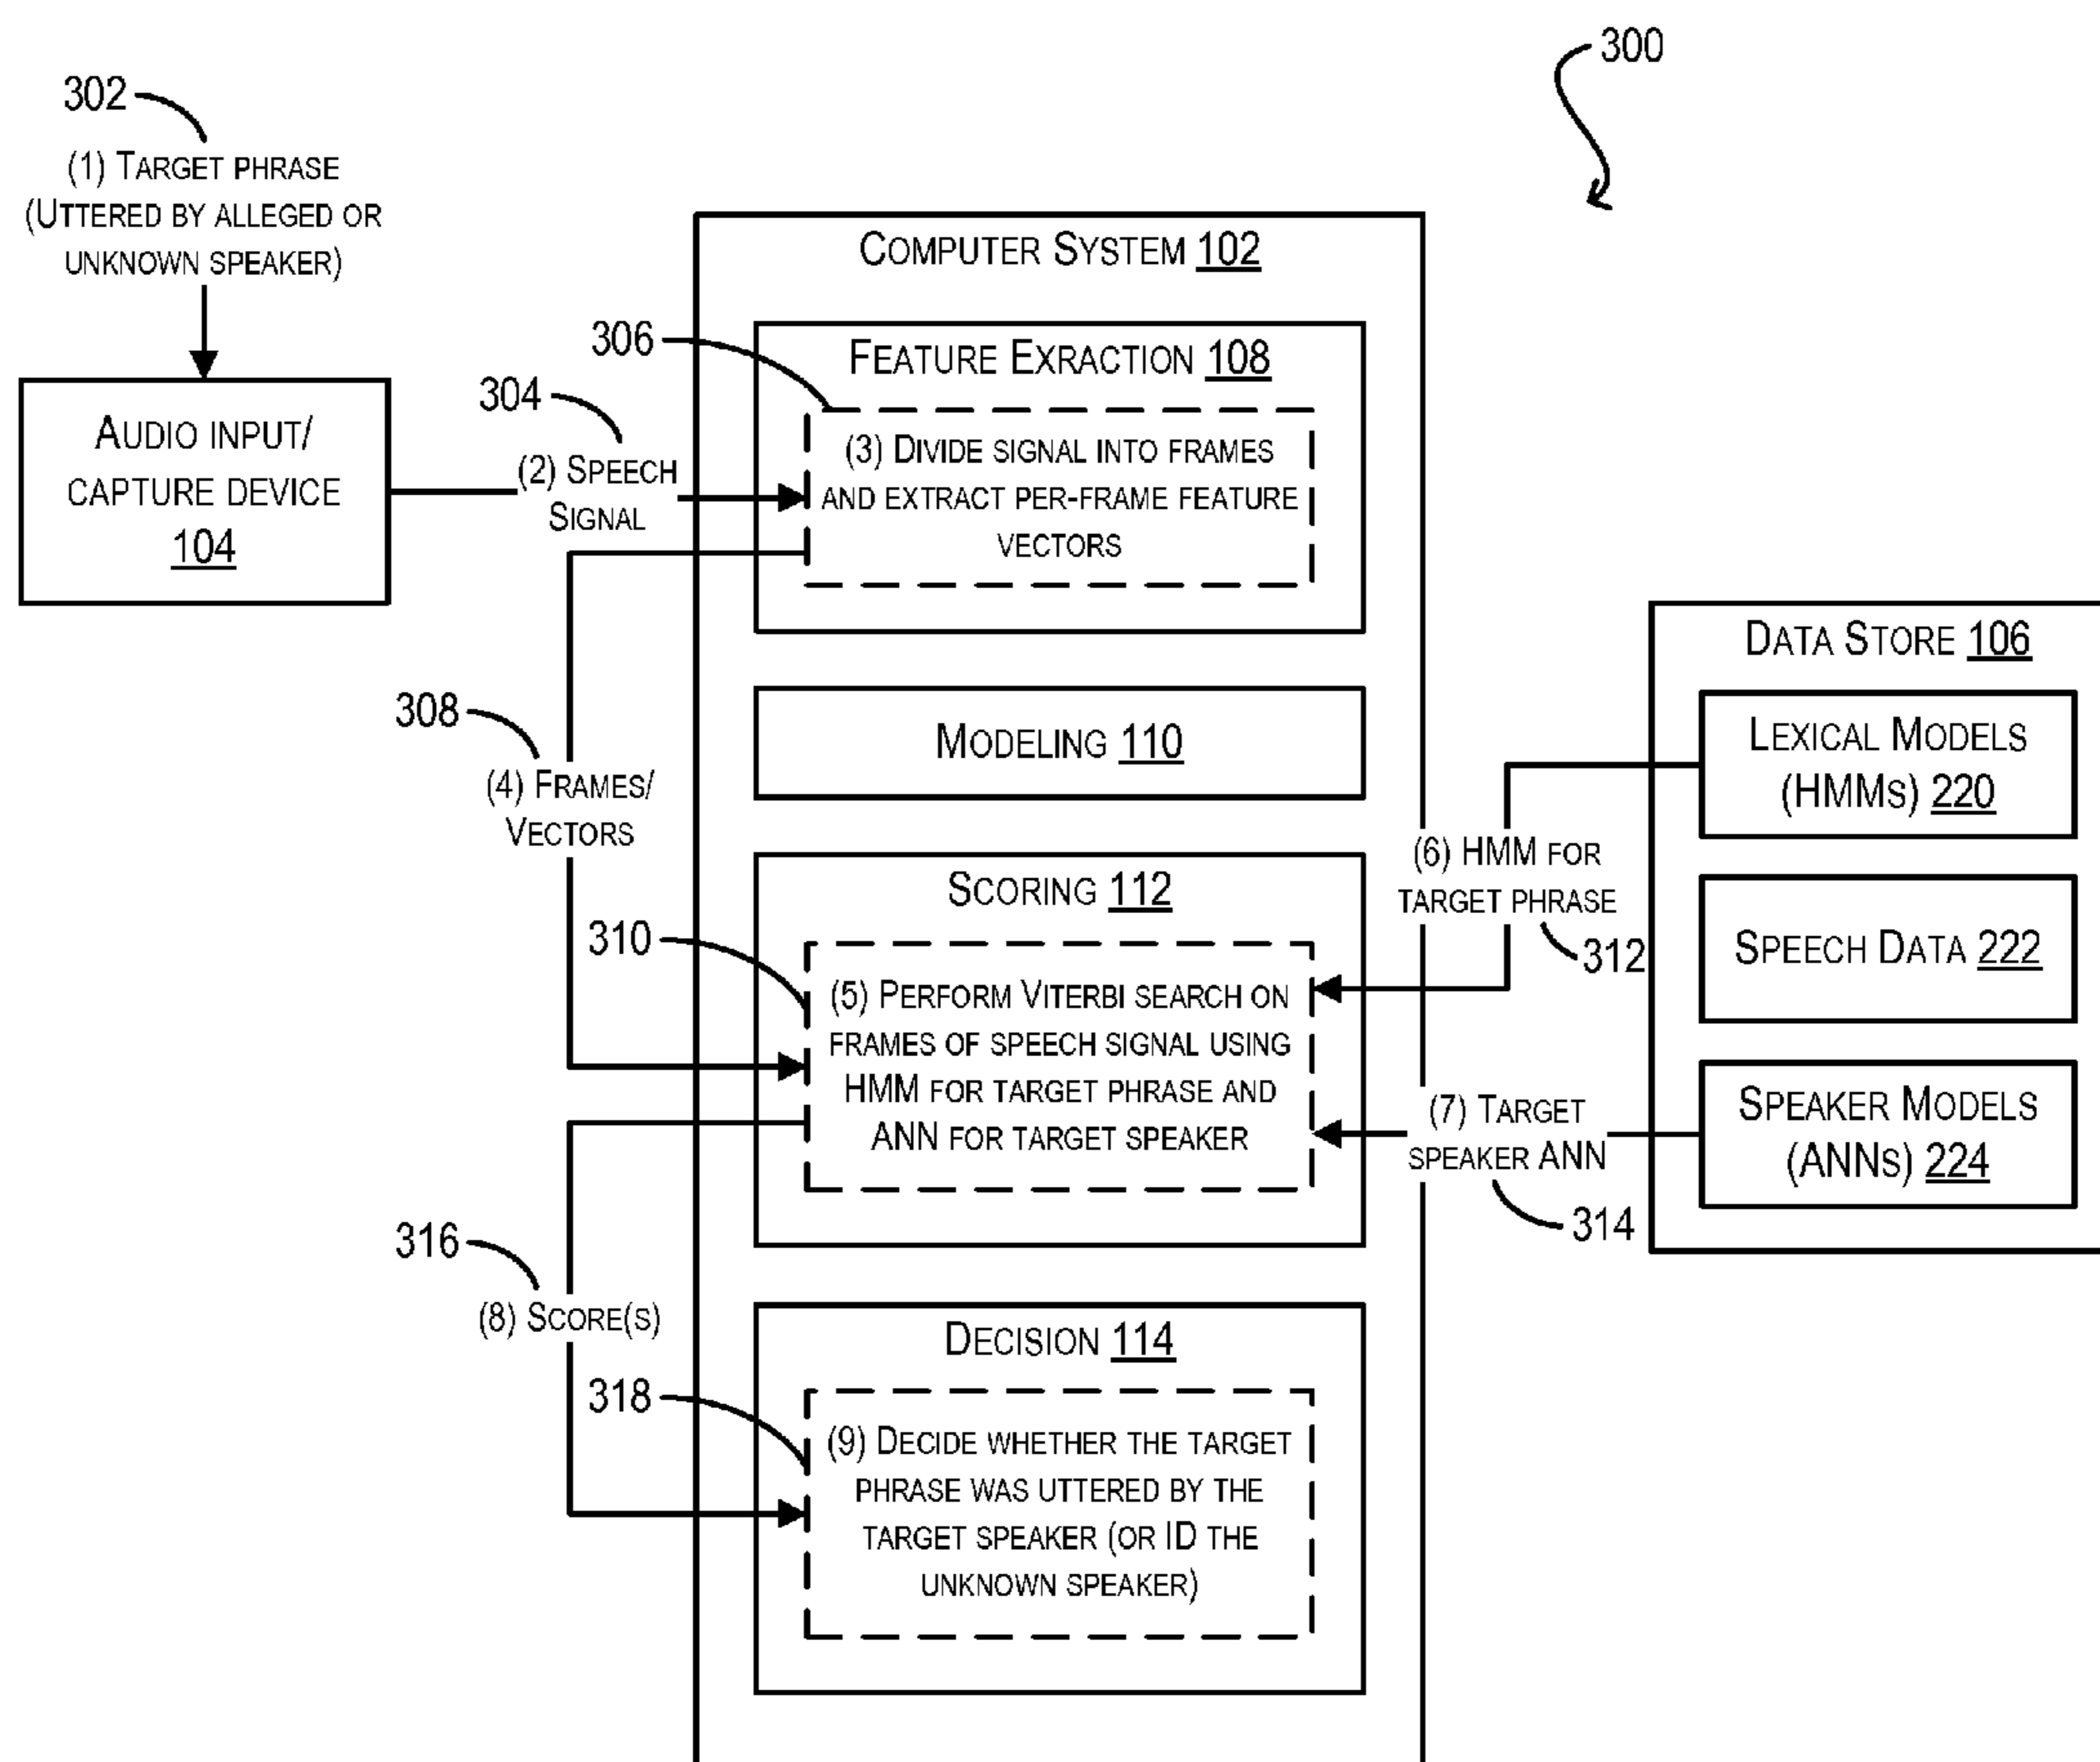 300
302
(1) Target phrase
(Uttered by alleged or
unknown speaker)
Audio input/
capture device
104
304
(2) Speech
Signal
Computer System 102
306
Feature Exraction 108
(3) Divide signal into frames
and extract per-frame feature
vectors
308
(4) Frames/
Vectors
Modeling 110
Scoring 112
310
(5) Perform Viterbi search on
frames of speech signal using
HMM for target phrase and
ANN for target speaker
(6) HMM for
target phrase
312
(7) Target
speaker ANN
314
Data Store 106
Lexical Models
(HMMs) 220
Speech Data 222
Speaker Models
(ANNs) 224
316
(8) Score(s)
Decision 114
318
(9) Decide whether the target
phrase was uttered by the
target speaker (or ID the
unknown speaker)